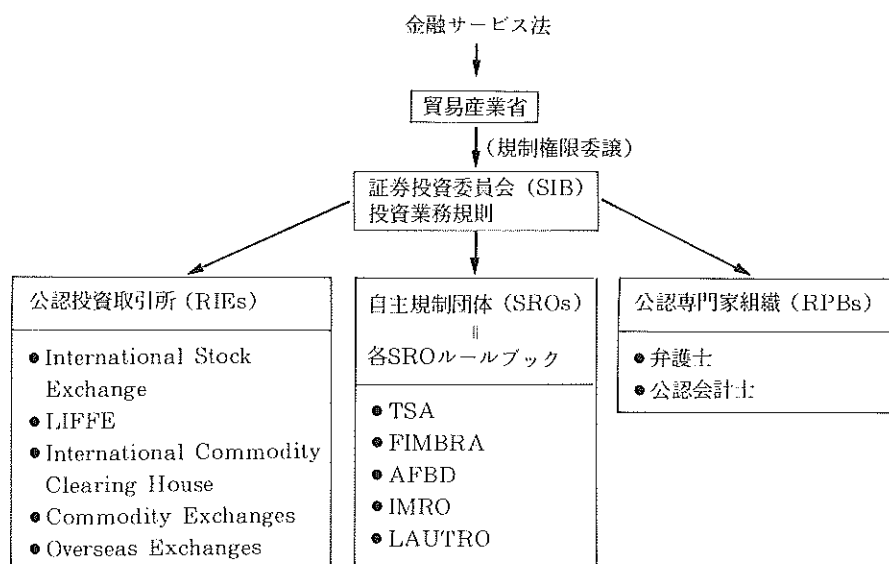 金融サービス法
貿易産業省
(規制権限委譲)
証券投資委員会 (SIB)
投資業務規則
公認投資取引所 (RIEs)
● International Stock
Exchange
● LIFFE
● International Commodity
Clearing House
● Commodity Exchanges
● Overseas Exchanges
自主規制団体 (SROs)
॥
各SROルールブック
● TSA
● FIMBRA
● AFBD
● IMRO
● LAUTRO
公認専門家組織 (RPBs)
● 弁護士
● 公認会計士